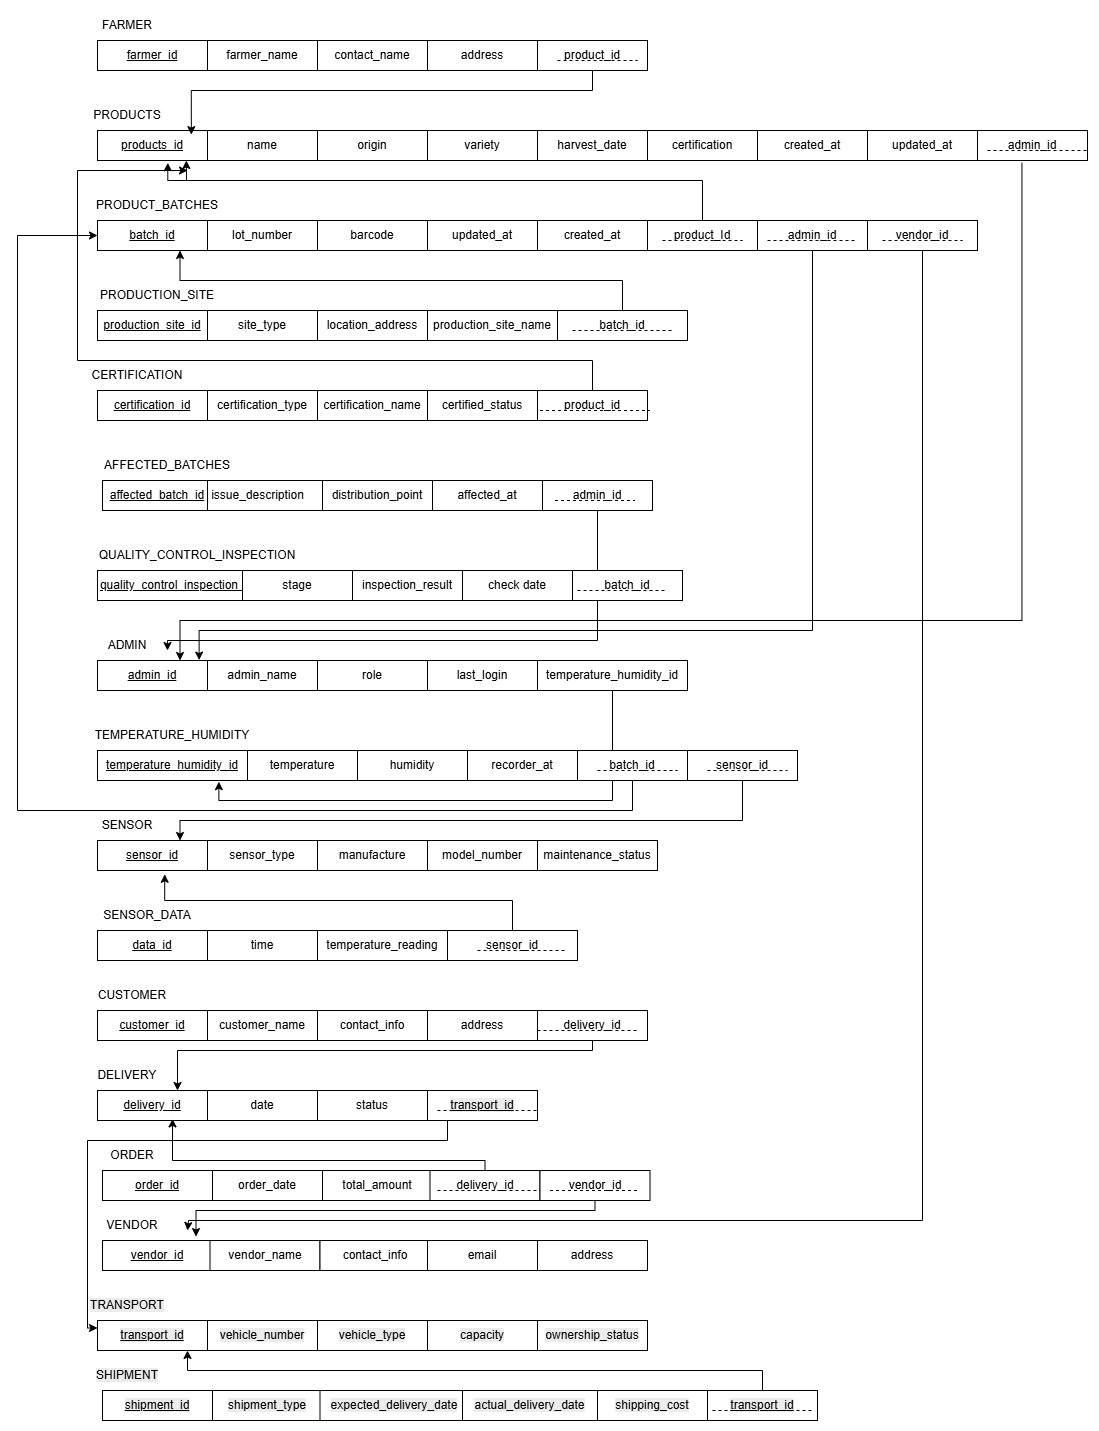 FARMER
farmer_id farmer_name contact_name address product_id
PRODUCTS
products_id name origin variety harvest_date certification created_at updated_at admin_id
PRODUCT_BATCHES
batch_id lot_number barcode updated_at created_at product_Id admin_id vendor_id
PRODUCTION_SITE
production_site_id site_type location_address production_site_name batch_id
CERTIFICATION
certification_id certification_type certification_name certified_status product_id
AFFECTED_BATCHES
affected_batch_id issue_description distribution_point affected_at admin_id
QUALITY_CONTROL_INSPECTION
quality_control_inspection stage inspection_result check date batch_id
ADMIN
admin_id admin_name role last_login temperature_humidity_id
TEMPERATURE_HUMIDITY
temperature_humidity_id temperature humidity recorder_at batch_id sensor_id
SENSOR
sensor_id sensor_type manufacture model_number maintenance_status
SENSOR_DATA
data_id time temperature_reading sensor_id
CUSTOMER
customer_id customer_name contact_info address delivery_id
DELIVERY
delivery_id date status transport_id
ORDER
order_id order_date total_amount delivery_id vendor_id
VENDOR
vendor_id vendor_name contact_info email address
TRANSPORT
transport_id vehicle_number vehicle_type capacity ownership_status
SHIPMENT
shipment_id shipment_type expected_delivery_date actual_delivery_date shipping_cost transport_id